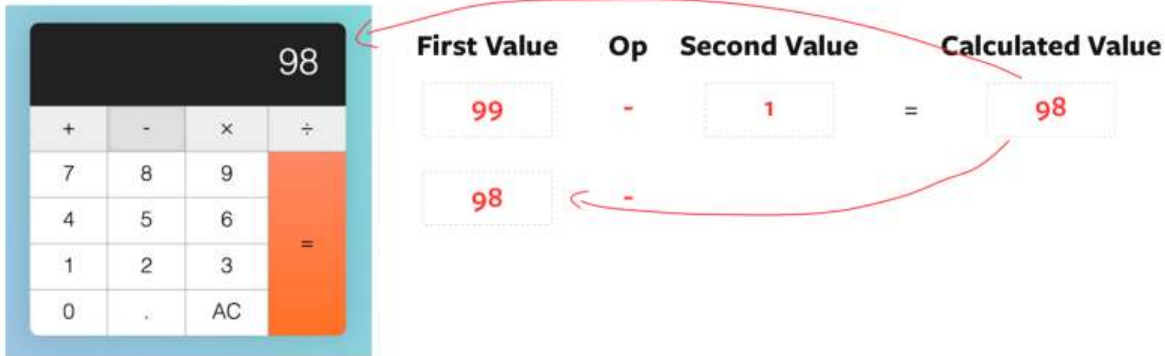 98
+ - × ÷
7 8 9
4 5 6
1 2 3 =
0 . AC
First Value Op Second Value Calculated Value
99 - 1 = 98
98 -